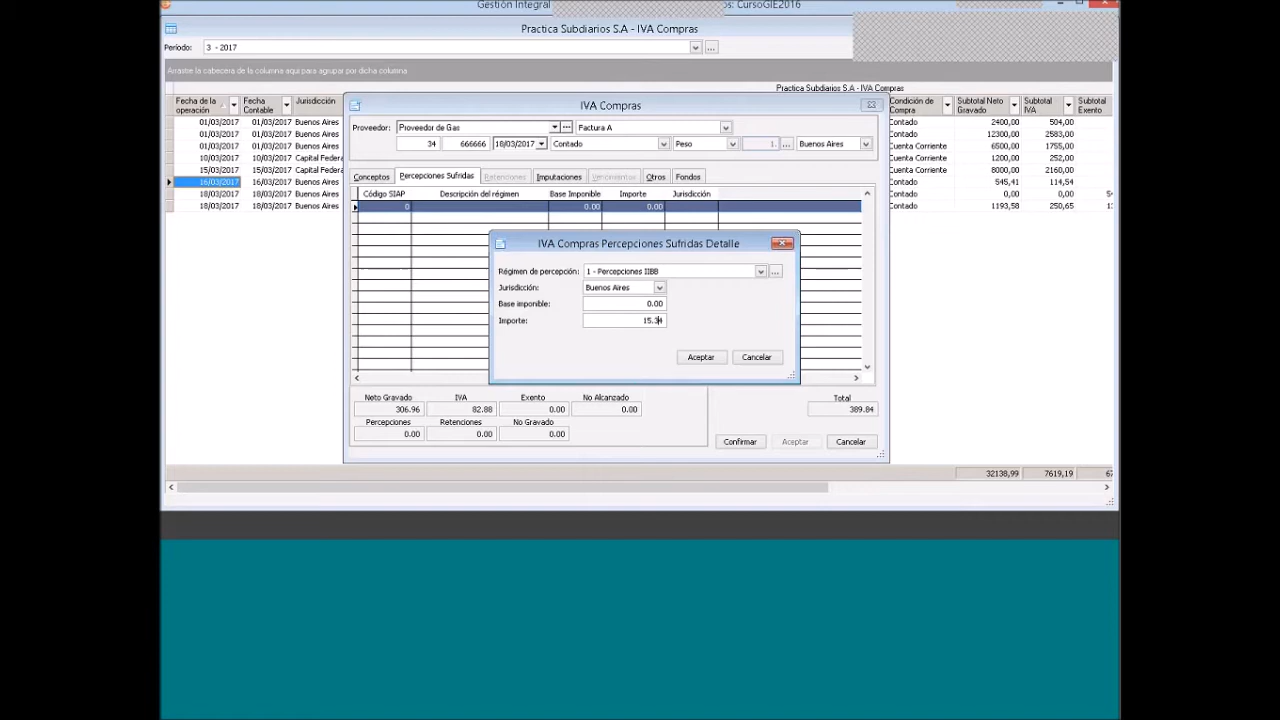 Gestión Integral os: CursoGIE2016
Practica Subdiarios S.A - IVA Compras
Período: 3 - 2017 ...
Arrastre la cabecera de la columna aqui para agrupar por dicha columna
Practica Subdiarios S.A - IVA Compras
Fecha de la operación Fecha Contable Jurisdicción Condición de Compra Subtotal Neto Gravado Subtotal IVA Subtotal Exento
01/03/2017 01/03/2017 Buenos Aires Contado 2400,00 504,00
01/03/2017 01/03/2017 Buenos Aires Contado 12300,00 2583,00
01/03/2017 01/03/2017 Buenos Aires Cuenta Corriente 6500,00 1755,00
10/03/2017 10/03/2017 Capital Federa Cuenta Corriente 1200,00 252,00
15/03/2017 15/03/2017 Capital Federa Cuenta Corriente 8000,00 2160,00
16/03/2017 16/03/2017 Buenos Aires Contado 545,41 114,54
18/03/2017 18/03/2017 Buenos Aires Contado 0,00 0,00 5
18/03/2017 18/03/2017 Buenos Aires Contado 1193,58 250,65 13
32138,99 7619,19 67
IVA Compras
Proveedor: Proveedor de Gas ... Factura A
34 666666 18/03/2017 Contado Peso 1. ... Buenos Aires
Conceptos Percepciones Sufridas Retenciones Imputaciones Vencimientos Otros Fondos
Código SIAP Descripción del régimen Base Imponible Importe Jurisdicción
0 0.00 0.00
IVA Compras Percepciones Sufridas Detalle
Régimen de percepción: 1 - Percepciones IIBB ...
Jurisdicción: Buenos Aires
Base imponible: 0.00
Importe: 15.34
Aceptar Cancelar
Neto Gravado IVA Exento No Alcanzado Total
306.96 82.88 0.00 0.00 389.84
Percepciones Retenciones No Gravado
0.00 0.00 0.00
Confirmar Aceptar Cancelar